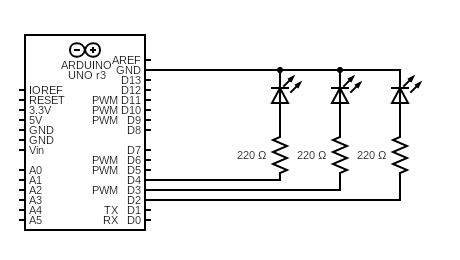 ARDUINO
UNO r3
AREF
GND
D13
IOREF D12
RESET PWM D11
3.3V PWM D10
5V PWM D9
GND D8
GND
Vin D7
PWM D6
A0 PWM D5
A1 D4
A2 PWM D3
A3 D2
A4 TX D1
A5 RX D0
220 Ω 220 Ω 220 Ω